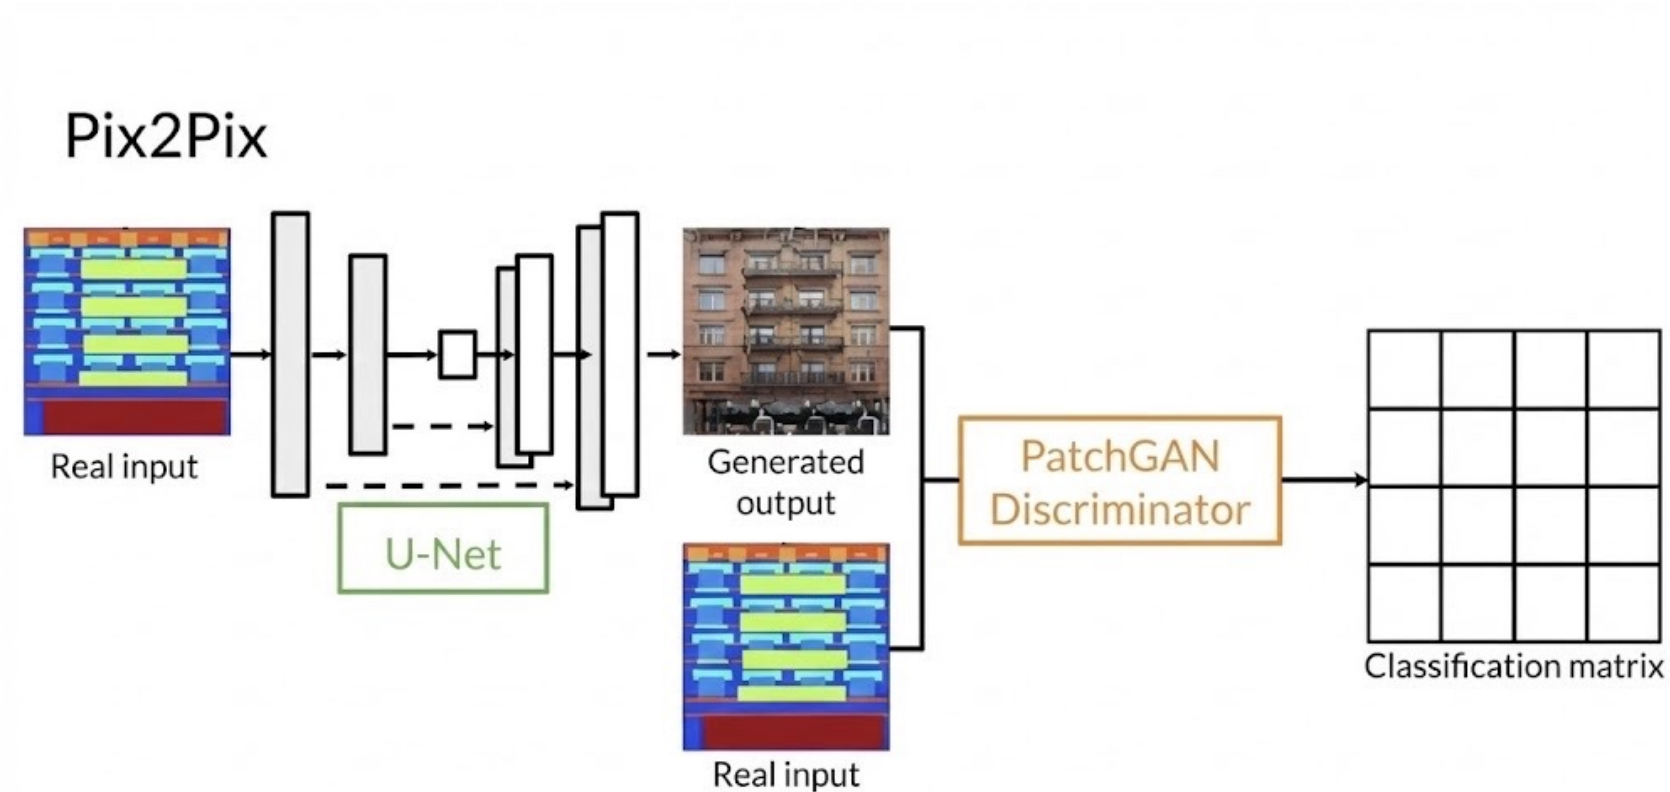 Pix2Pix
Real input
U-Net
Generated
output
Real input
PatchGAN
Discriminator
Classification matrix